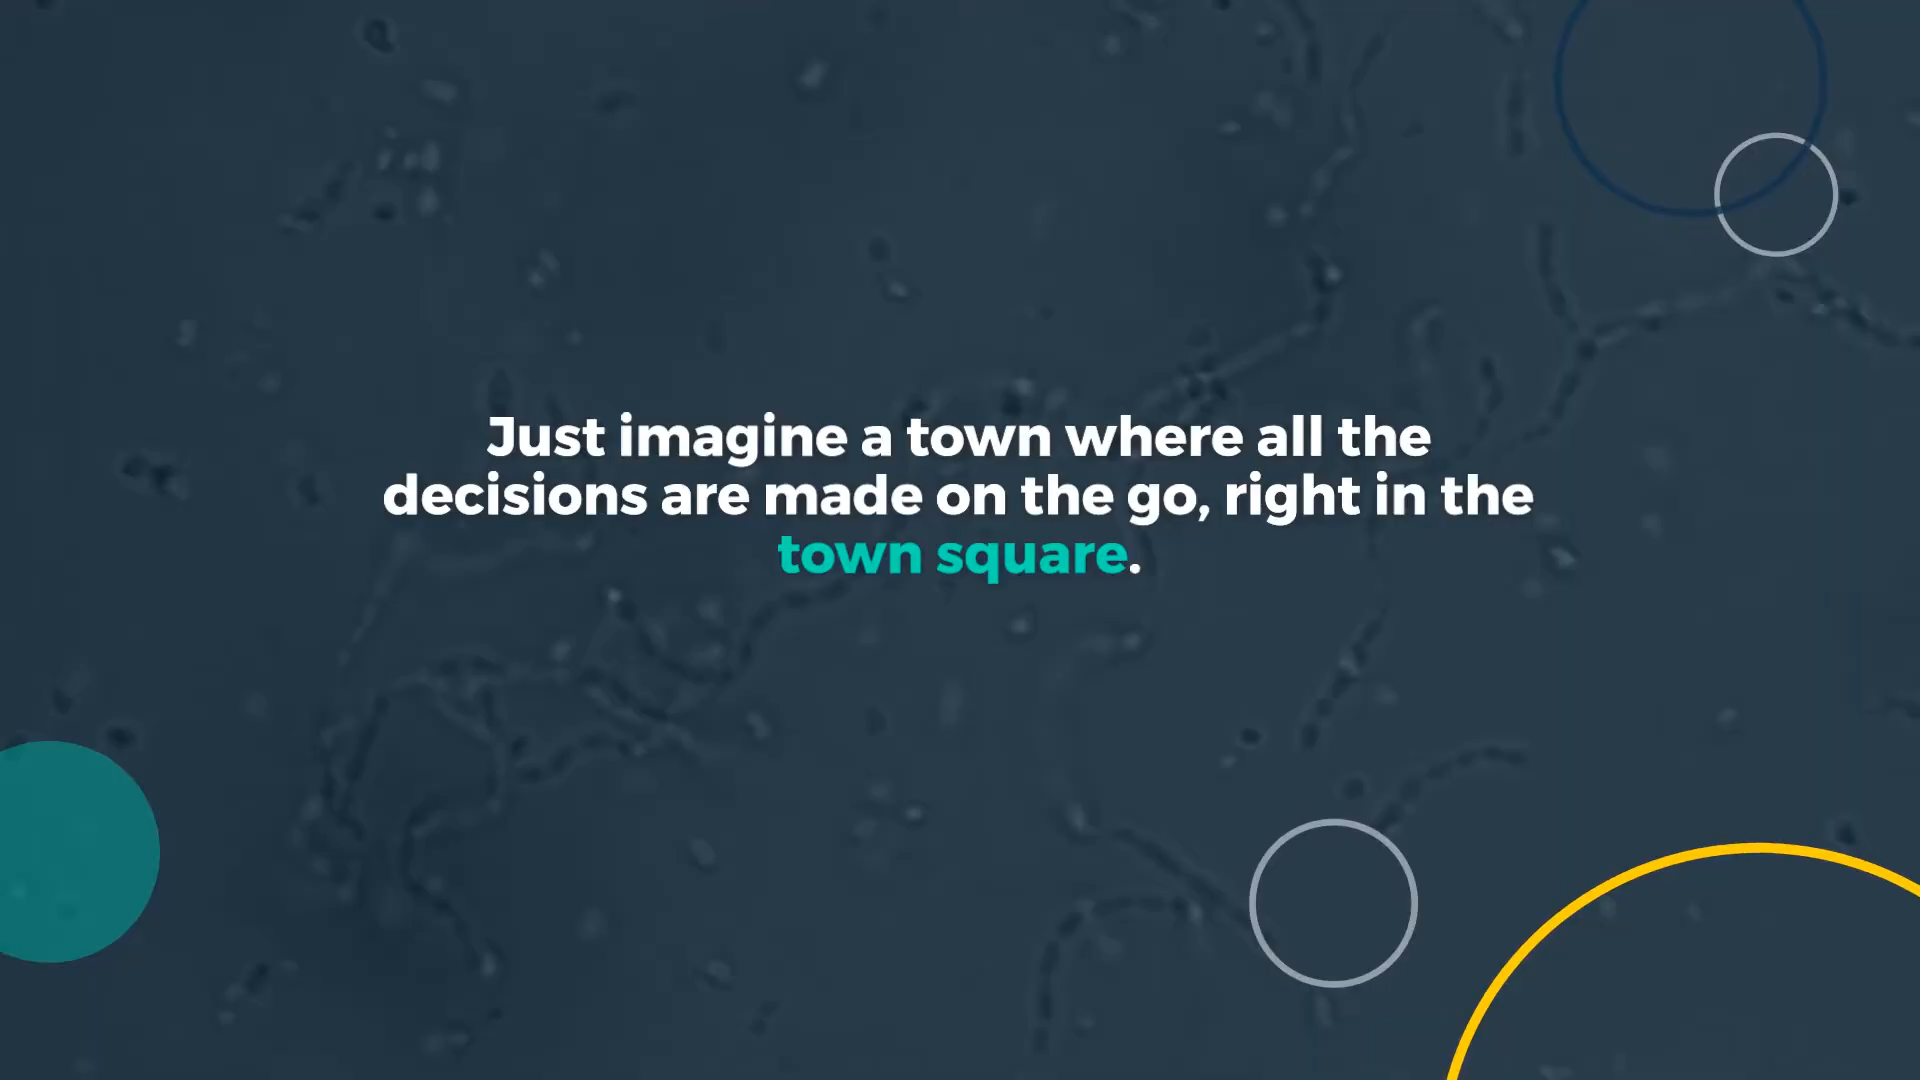 Just imagine a town where all the
decisions are made on the go, right in the
town square.